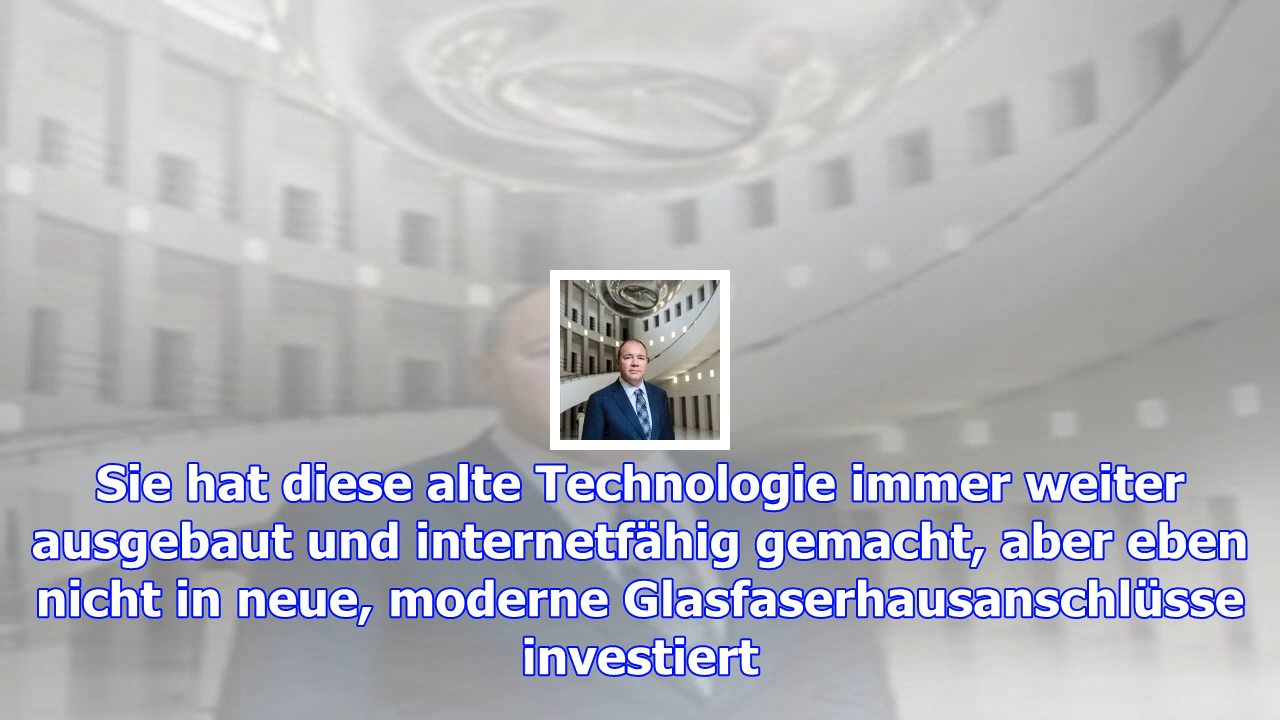 Sie hat diese alte Technologie immer weiter
ausgebaut und internetfähig gemacht, aber eben
nicht in neue, moderne Glasfaserhausanschlüsse
investiert